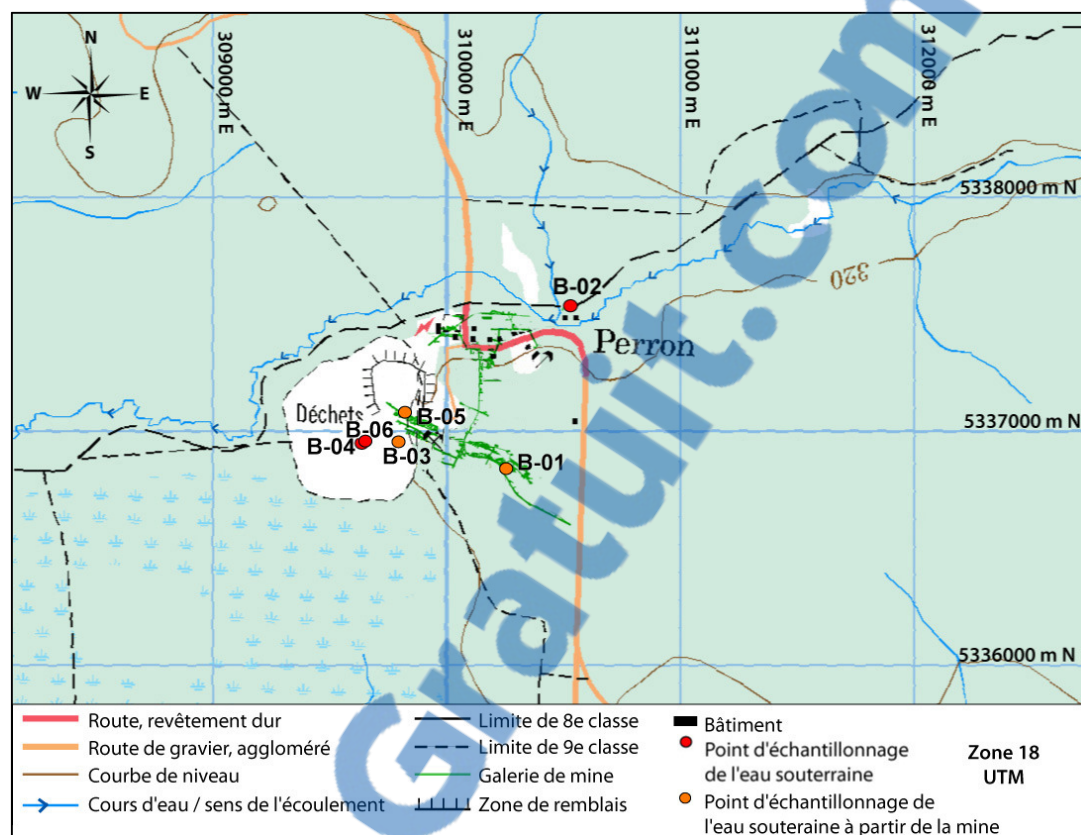 N
W E
S
309000 m E
310000 m E
311000 m E
312000 m E
5338000 m N
320
B-02
Perron
Déchets
B-05
B-06
B-04
B-03
B-01
5337000 m N
5336000 m N
Route, revêtement dur
Route de gravier, aggloméré
Courbe de niveau
Cours d'eau / sens de l'écoulement
Limite de 8e classe
Limite de 9e classe
Galerie de mine
Zone de remblais
Bâtiment
Point d'échantillonnage
de l'eau souterraine
Point d'échantillonnage de
l'eau souteraine à partir de la mine
Zone 18
UTM
Gratuit.com